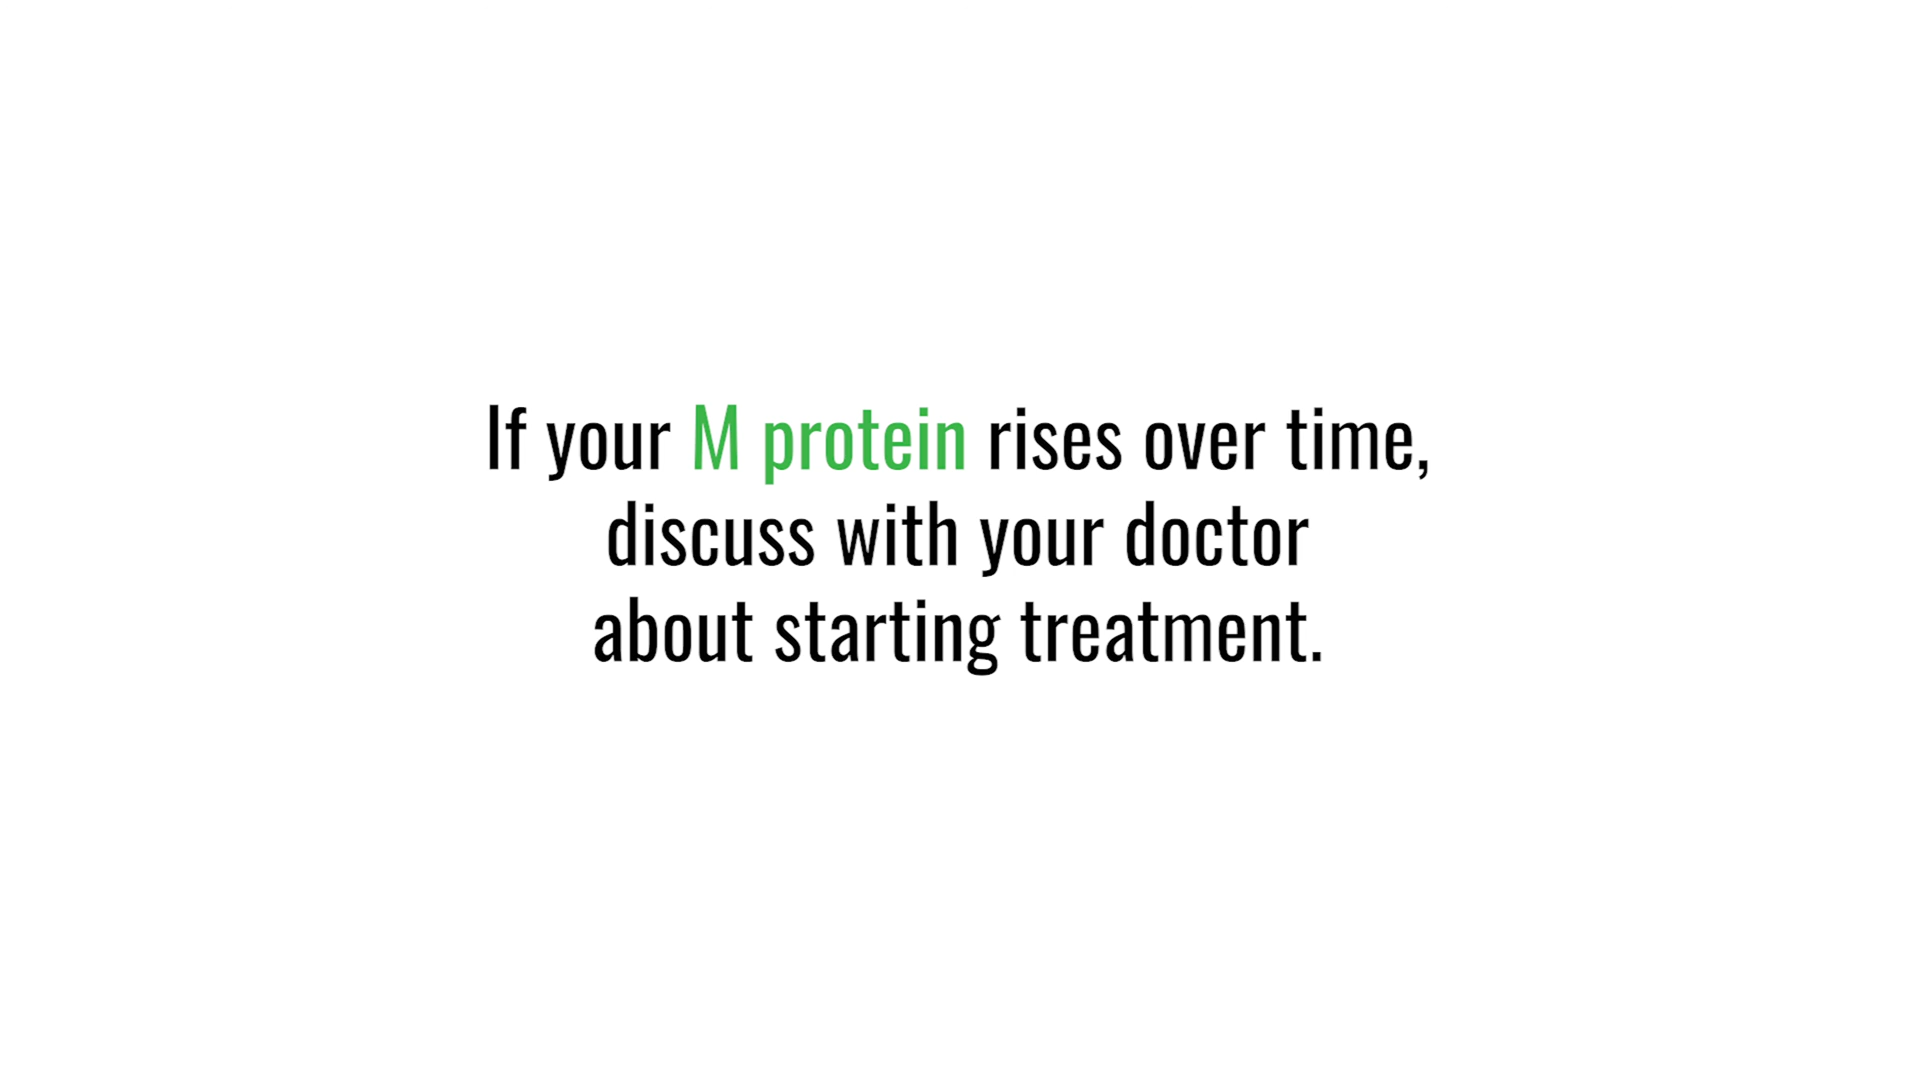 If your M protein rises over time,
discuss with your doctor
about starting treatment.